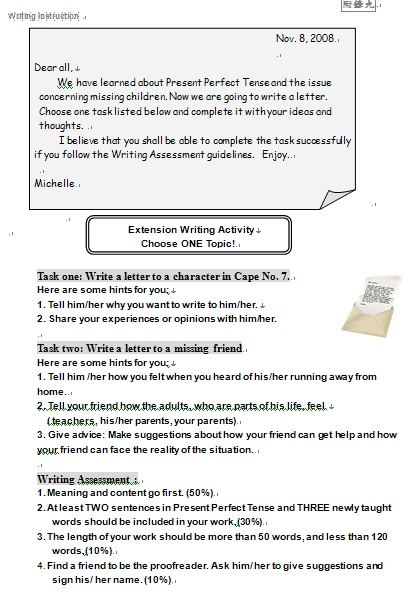 附錄九
Writing Instruction
Nov. 8, 2008.
Dear all,
We have learned about Present Perfect Tense and the issue
concerning missing children. Now we are going to write a letter.
Choose one task listed below and complete it with your ideas and
thoughts.
I believe that you shall be able to complete the task successfully
if you follow the Writing Assessment guidelines. Enjoy...
Michelle
Extension Writing Activity
Choose ONE Topic!
Task one: Write a letter to a character in Cape No. 7.
Here are some hints for you:
1. Tell him/her why you want to write to him/her.
2. Share your experiences or opinions with him/her.
Task two: Write a letter to a missing friend
Here are some hints for you:
1. Tell him /her how you felt when you heard of his/her running away from
home...
2. Tell your friend how the adults, who are parts of his life, feel.
( teachers, his/her parents, your parents)
3. Give advice: Make suggestions about how your friend can get help and how
your friend can face the reality of the situation...
Writing Assessment :
1. Meaning and content go first. (50%)
2. At least TWO sentences in Present Perfect Tense and THREE newly taught
words should be included in your work.(30%)
3. The length of your work should be more than 50 words, and less than 120
words.(10%)
4. Find a friend to be the proofreader. Ask him/ her to give suggestions and
sign his/ her name. (10%)